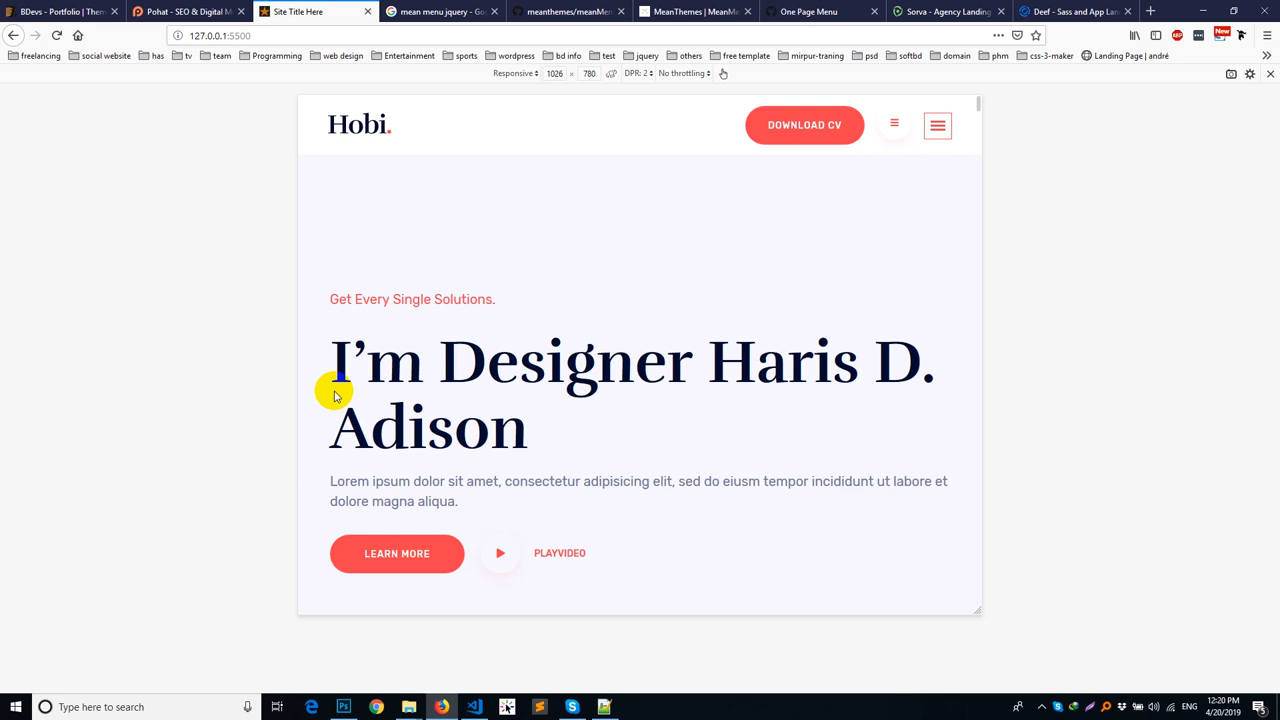 BDevs - Portfolio | Them
Pohat - SEO & Digital M
Site Title Here
mean menu jquery - Goo
meanthemes/meanMen
MeanThemes | MeanMe
One Page Menu
Sorva - Agency Landing
Deef - Sass and App Lan
127.0.0.1:5500
New
freelancing
social website
has
tv
team
Programming
web design
Entertainment
sports
wordpress
bd info
test
jquery
others
free template
mirpur-traning
psd
softbd
domain
phm
css-3-maker
Landing Page | andré
Responsive
1026 × 780
DPR: 2
No throttling
Hobi.
DOWNLOAD CV
Get Every Single Solutions.
I’m Designer Haris D.
Adison
Lorem ipsum dolor sit amet, consectetur adipisicing elit, sed do eiusm tempor incididunt ut labore et
dolore magna aliqua.
LEARN MORE
PLAYVIDEO
Type here to search
ENG
12:20 PM
4/20/2019
5